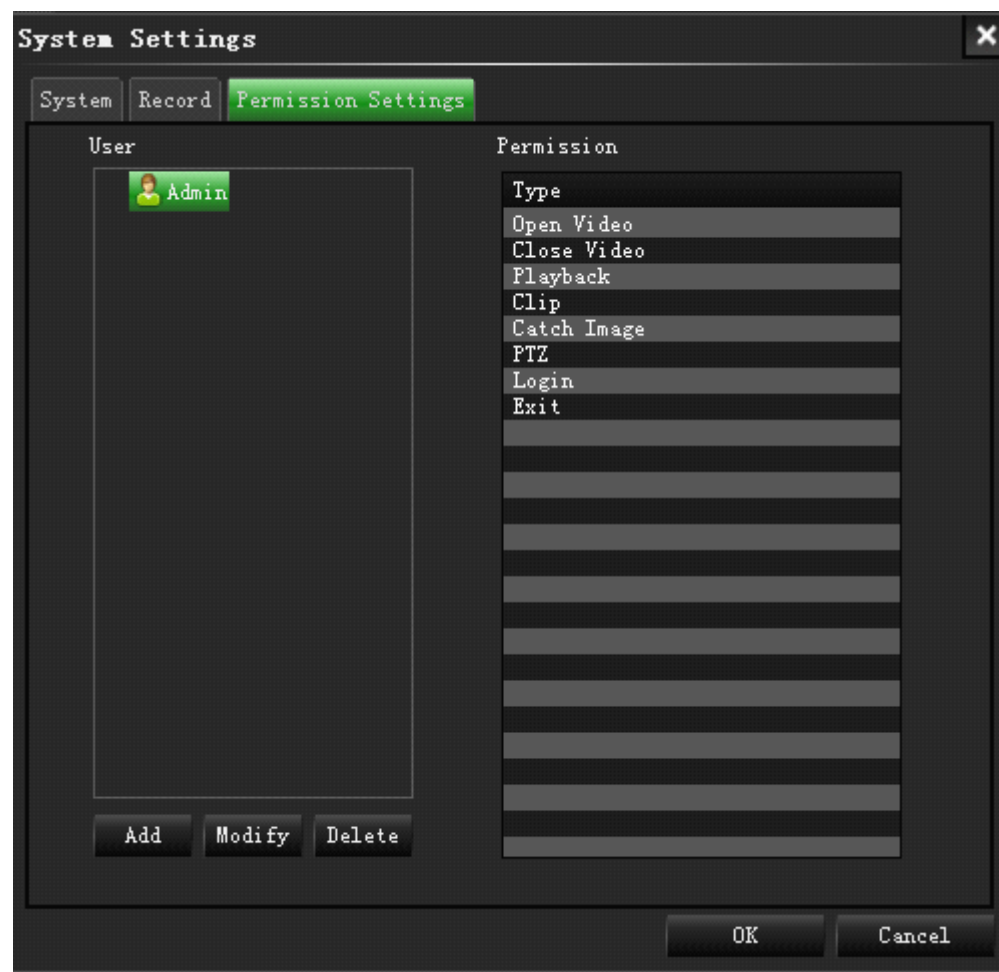 System Settings
System Record Permission Settings
User
Admin
Permission
Type
Open Video
Close Video
Playback
Clip
Catch Image
PTZ
Login
Exit
Add Modify Delete
OK Cancel